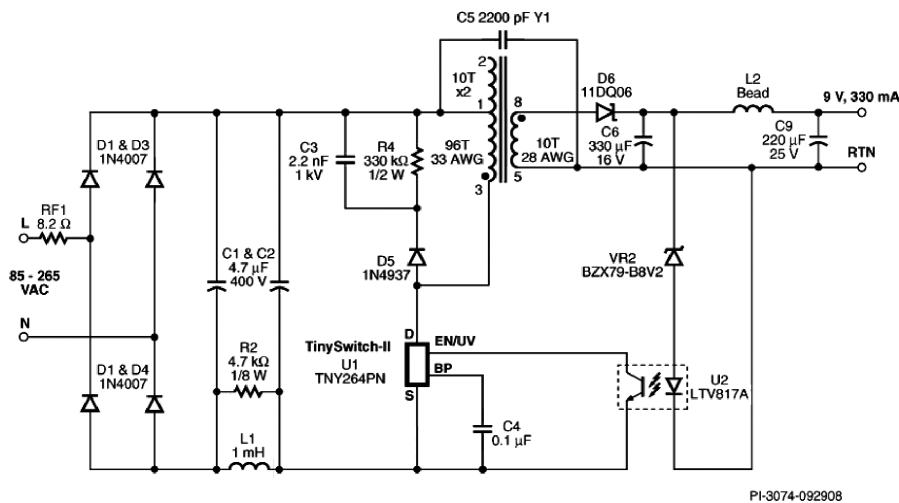 C5 2200 pF Y1
2
10T
x2
1
8
D6
11DQ06
L2
Bead
9 V, 330 mA
D1 & D3
1N4007
C3
2.2 nF
1 kV
R4
330 kΩ
1/2 W
96T
33 AWG
3
10T
28 AWG
5
C6
330 µF
16 V
C9
220 µF
25 V
RTN
RF1
8.2 Ω
L
85 - 265
VAC
N
C1 & C2
4.7 µF
400 V
D5
1N4937
VR2
BZX79-B8V2
D1 & D4
1N4007
R2
4.7 kΩ
1/8 W
TinySwitch-II
U1
TNY264PN
D
EN/UV
BP
S
U2
LTV817A
L1
1 mH
C4
0.1 µF
PI-3074-092908